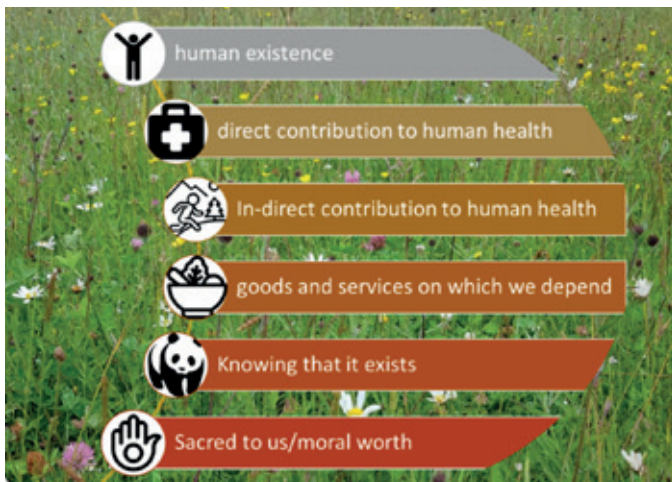 human existence
direct contribution to human health
In-direct contribution to human health
goods and services on which we depend
Knowing that it exists
Sacred to us/moral worth